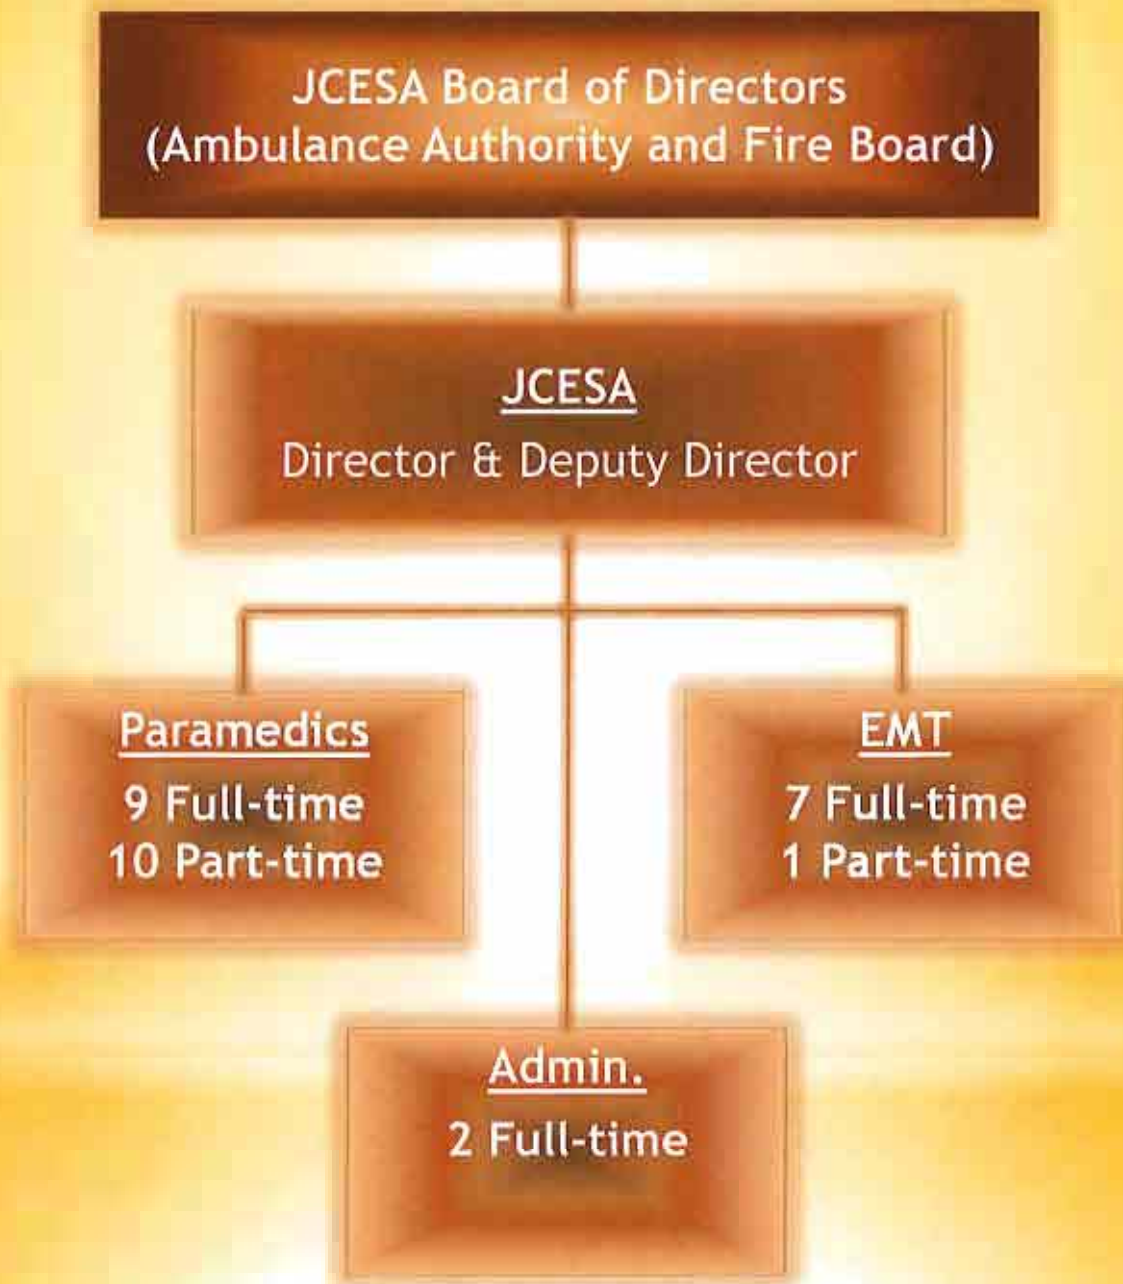 JCESA Board of Directors
(Ambulance Authority and Fire Board)
JCESA
Director & Deputy Director
Paramedics
9 Full-time
10 Part-time
EMT
7 Full-time
1 Part-time
Admin.
2 Full-time